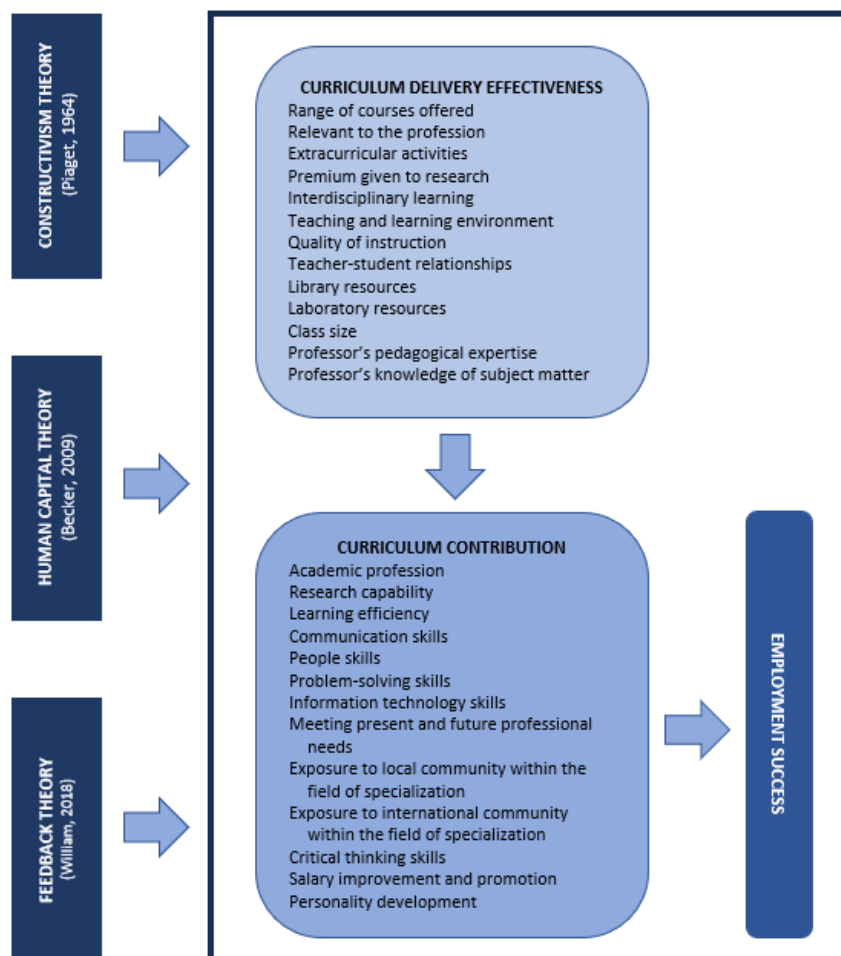 CONSTRUCTIVISM THEORY
(Piaget, 1964)
HUMAN CAPITAL THEORY
(Becker, 2009)
FEEDBACK THEORY
(William, 2018)
CURRICULUM DELIVERY EFFECTIVENESS
Range of courses offered
Relevant to the profession
Extracurricular activities
Premium given to research
Interdisciplinary learning
Teaching and learning environment
Quality of instruction
Teacher-student relationships
Library resources
Laboratory resources
Class size
Professor's pedagogical expertise
Professor's knowledge of subject matter
CURRICULUM CONTRIBUTION
Academic profession
Research capability
Learning efficiency
Communication skills
People skills
Problem-solving skills
Information technology skills
Meeting present and future professional
needs
Exposure to local community within the
field of specialization
Exposure to international community
within the field of specialization
Critical thinking skills
Salary improvement and promotion
Personality development
EMPLOYMENT SUCCESS